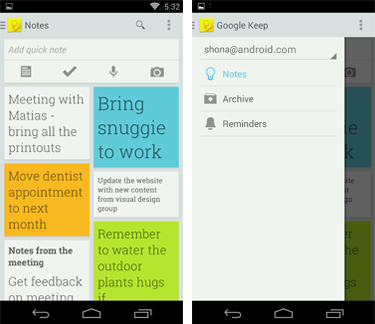 5:32
Notes
Add quick note
Meeting with
Matias -
bring all the
printouts
Bring
snuggie
to work
Move dentist
appointment
to next
month
Update the website
with new content
from visual design
group
Notes from the
meeting
Get feedback
on meeting
Remember
to water the
outdoor
plants hugs
if
Google Keep
shona@android.com
Notes
Archive
Reminders